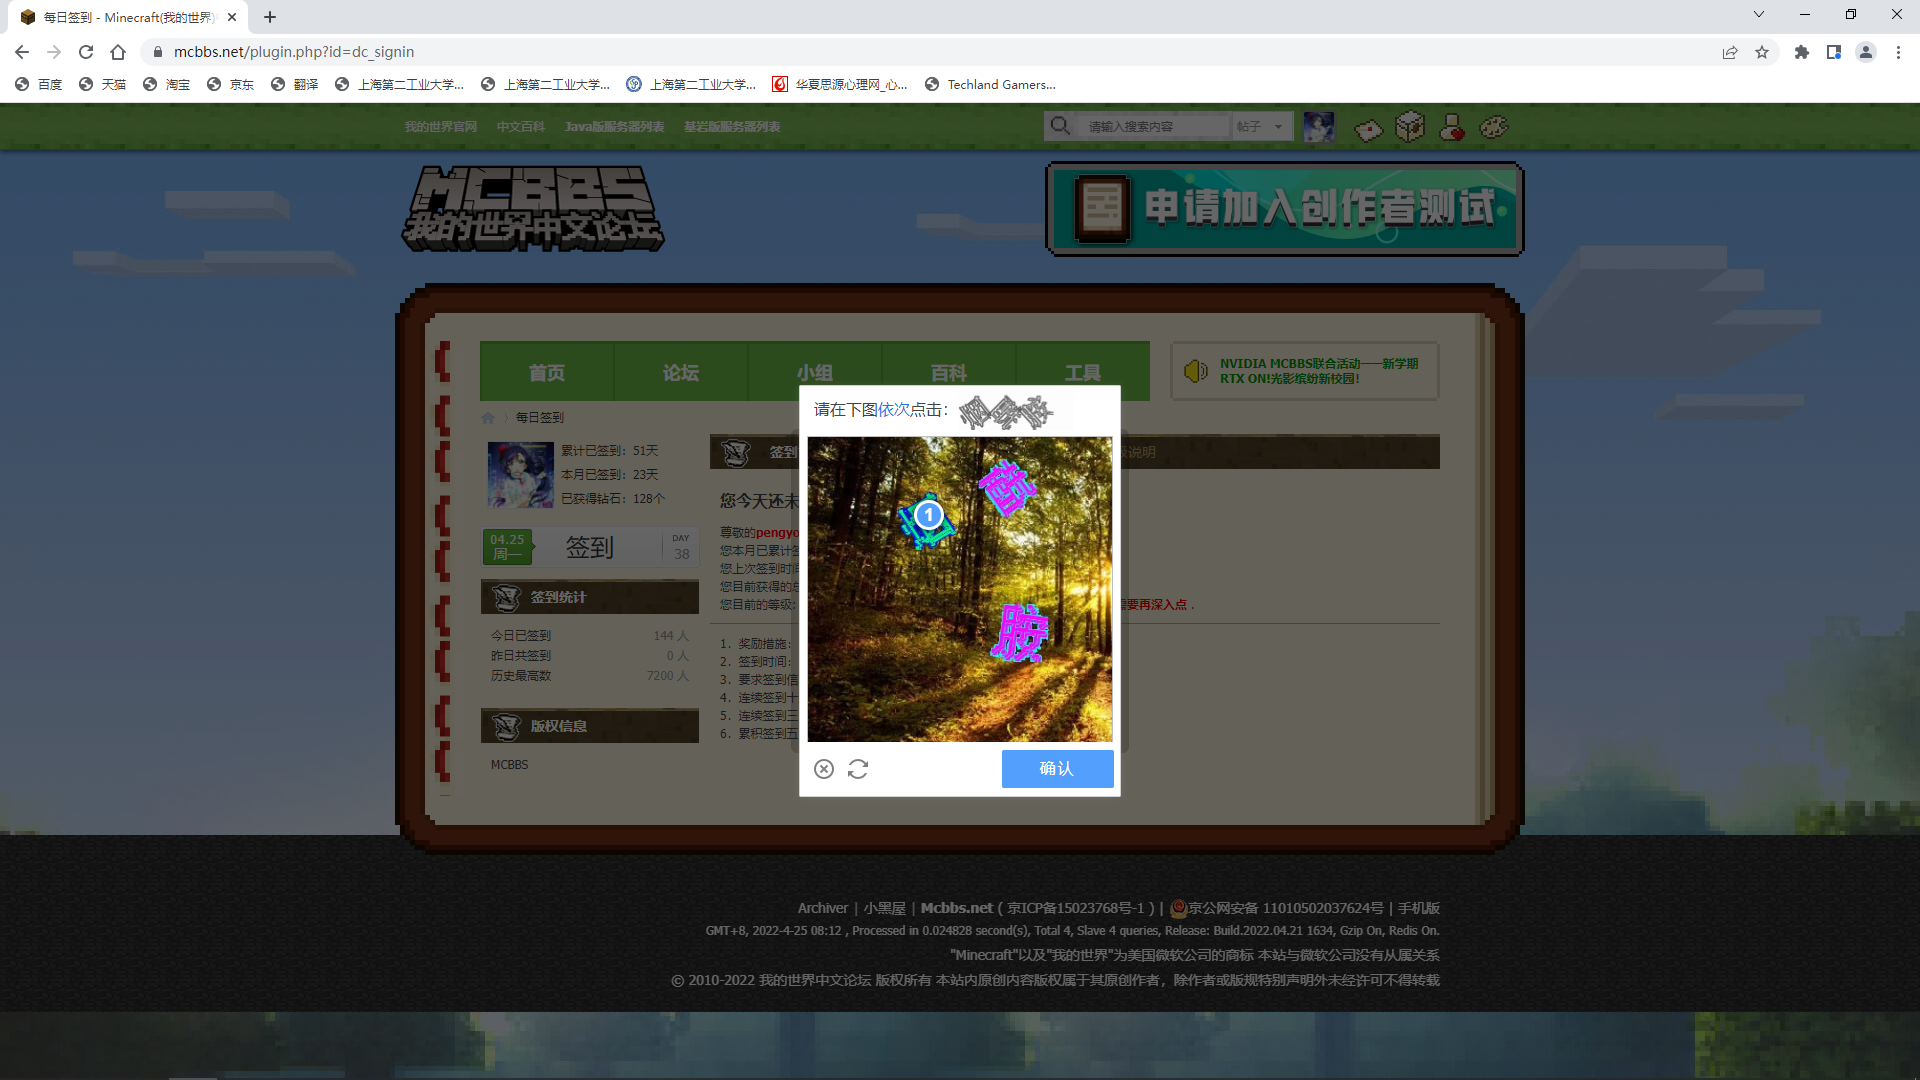 每日签到 - Minecraft(我的世界)
mcbbs.net/plugin.php?id=dc_signin
百度
天猫
淘宝
京东
翻译
上海第二工业大学...
上海第二工业大学...
上海第二工业大学...
华夏思源心理网_心...
Techland Gamers...
我的世界官网
中文百科
Java版服务器列表
基岩版服务器列表
请输入搜索内容
帖子
MCBBS
我的世界中文论坛
申请加入创作者测试
首页
论坛
小组
百科
工具
NVIDIA MCBBS联合活动——新学期
RTX ON!光影缤纷新校园!
每日签到
累计已签到：51天
本月已签到：23天
已获得钻石：128个
04.25
周一
签到
DAY
38
签到统计
今日已签到 144 人
昨日共签到 0 人
历史最高数 7200 人
版权信息
MCBBS
签到
说明
您今天还未
尊敬的pengyo
您本月已累计签
您上次签到时间
您目前获得的总
您目前的等级:
需要再深入点 .
1. 奖励措施:
2. 签到时间:
3. 要求签到信
4. 连续签到十
5. 连续签到三
6. 累积签到五
请在下图依次点击：
1
确认
Archiver | 小黑屋 | Mcbbs.net ( 京ICP备15023768号-1 ) | 京公网安备 11010502037624号 | 手机版
GMT+8, 2022-4-25 08:12 , Processed in 0.024828 second(s), Total 4, Slave 4 queries, Release: Build.2022.04.21 1634, Gzip On, Redis On.
"Minecraft"以及"我的世界"为美国微软公司的商标 本站与微软公司没有从属关系
© 2010-2022 我的世界中文论坛 版权所有 本站内原创内容版权属于其原创作者，除作者或版规特别声明外未经许可不得转载